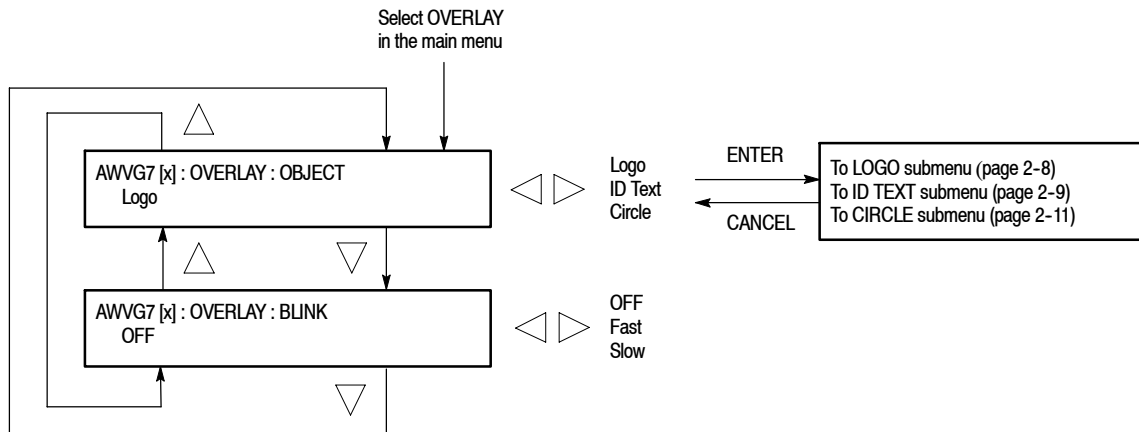 Select OVERLAY
in the main menu
AWVG7 [x] : OVERLAY : OBJECT
Logo
Logo
ID Text
Circle
ENTER
CANCEL
To LOGO submenu (page 2-8)
To ID TEXT submenu (page 2-9)
To CIRCLE submenu (page 2-11)
AWVG7 [x] : OVERLAY : BLINK
OFF
OFF
Fast
Slow